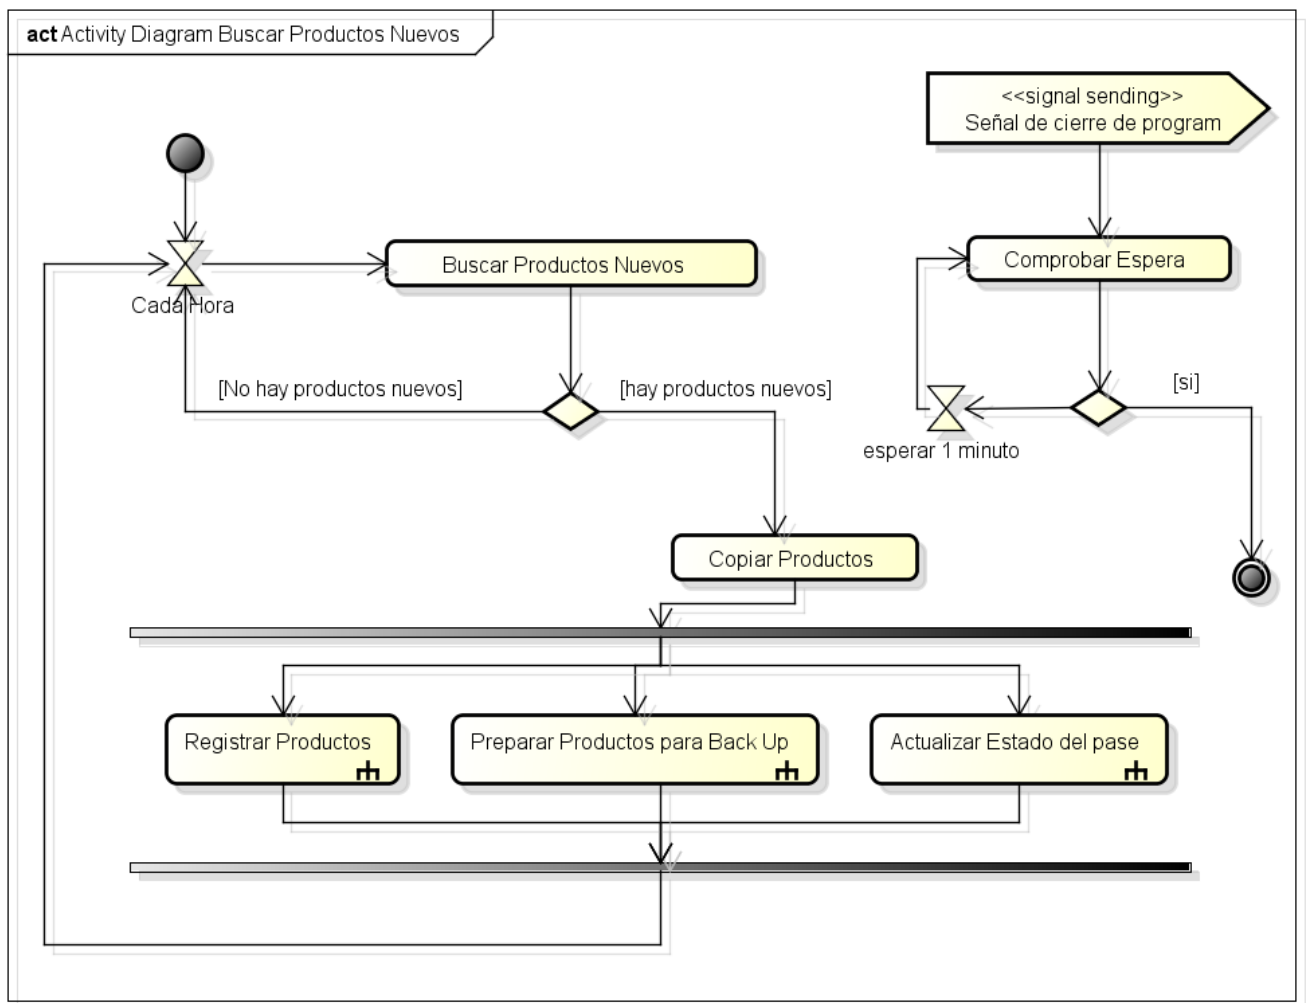 act Activity Diagram Buscar Productos Nuevos
<<signal sending>>
Señal de cierre de program
Buscar Productos Nuevos
Comprobar Espera
Cada Hora
[No hay productos nuevos]
[hay productos nuevos]
[si]
esperar 1 minuto
Copiar Productos
Registrar Productos
Preparar Productos para Back Up
Actualizar Estado del pase